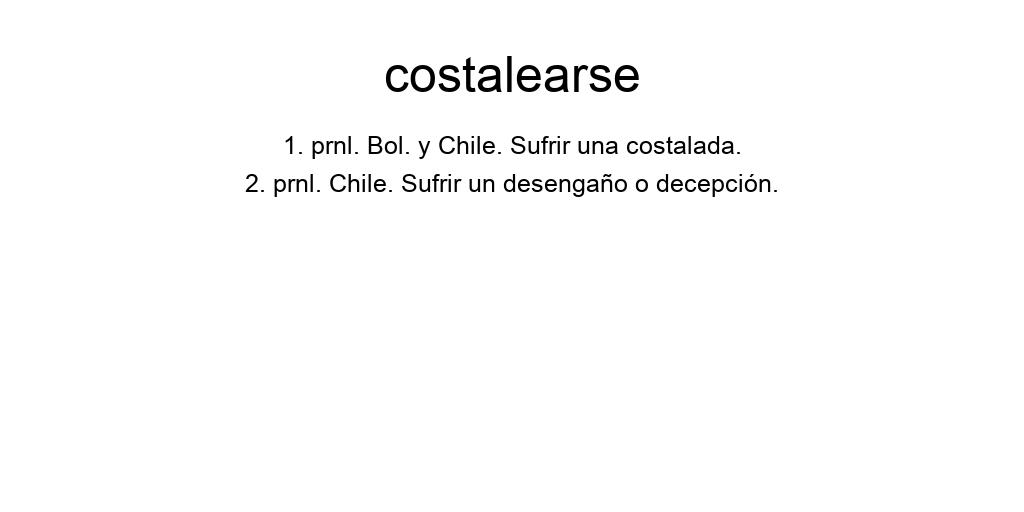 costalearse
1. prnl. Bol. y Chile. Sufrir una costalada.
2. prnl. Chile. Sufrir un desengaño o decepción.